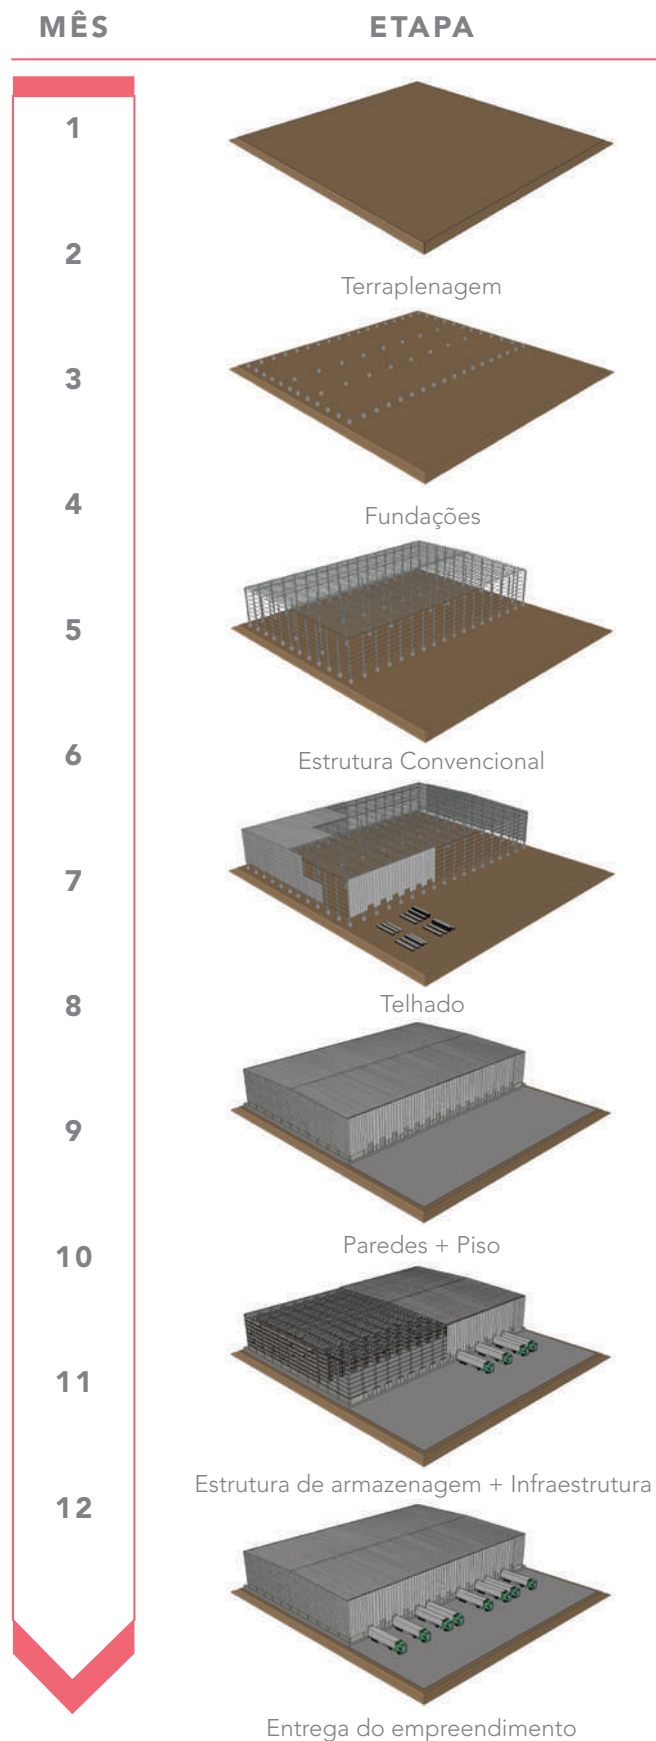 MÊS ETAPA
1
2
Terraplenagem
3
4
Fundações
5
6
Estrutura Convencional
7
8
Telhado
9
10
Paredes + Piso
11
Estrutura de armazenagem + Infraestrutura
12
Entrega do empreendimento